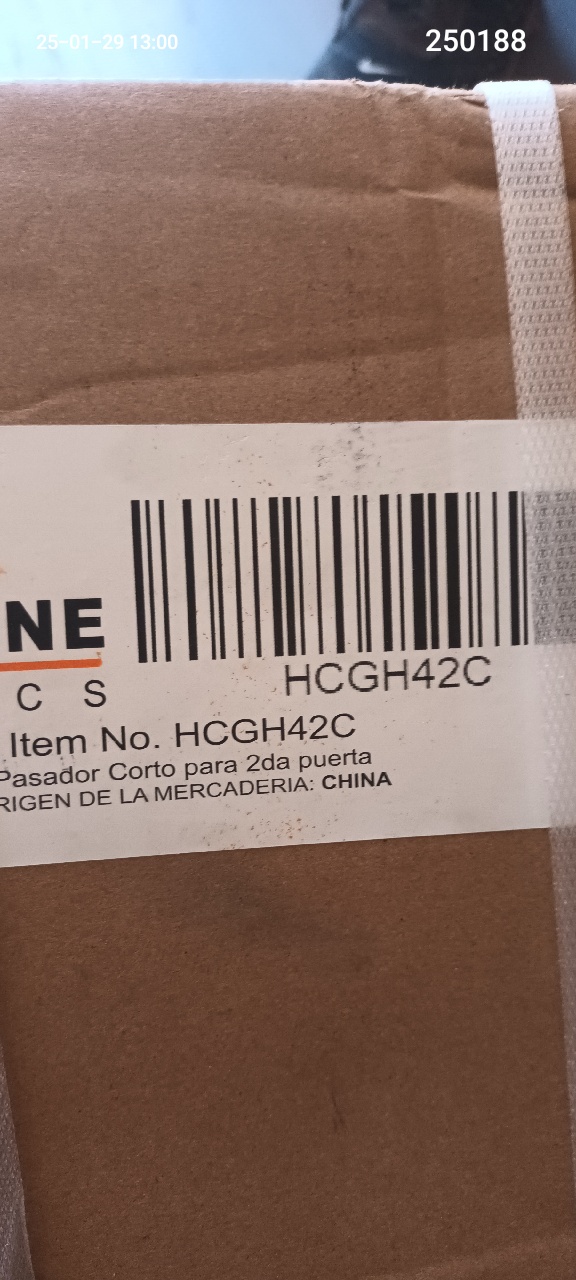 25-01-29 13:00
250188
NE
C S
HCGH42C
Item No. HCGH42C
Pasador Corto para 2da puerta
RIGEN DE LA MERCADERIA: CHINA